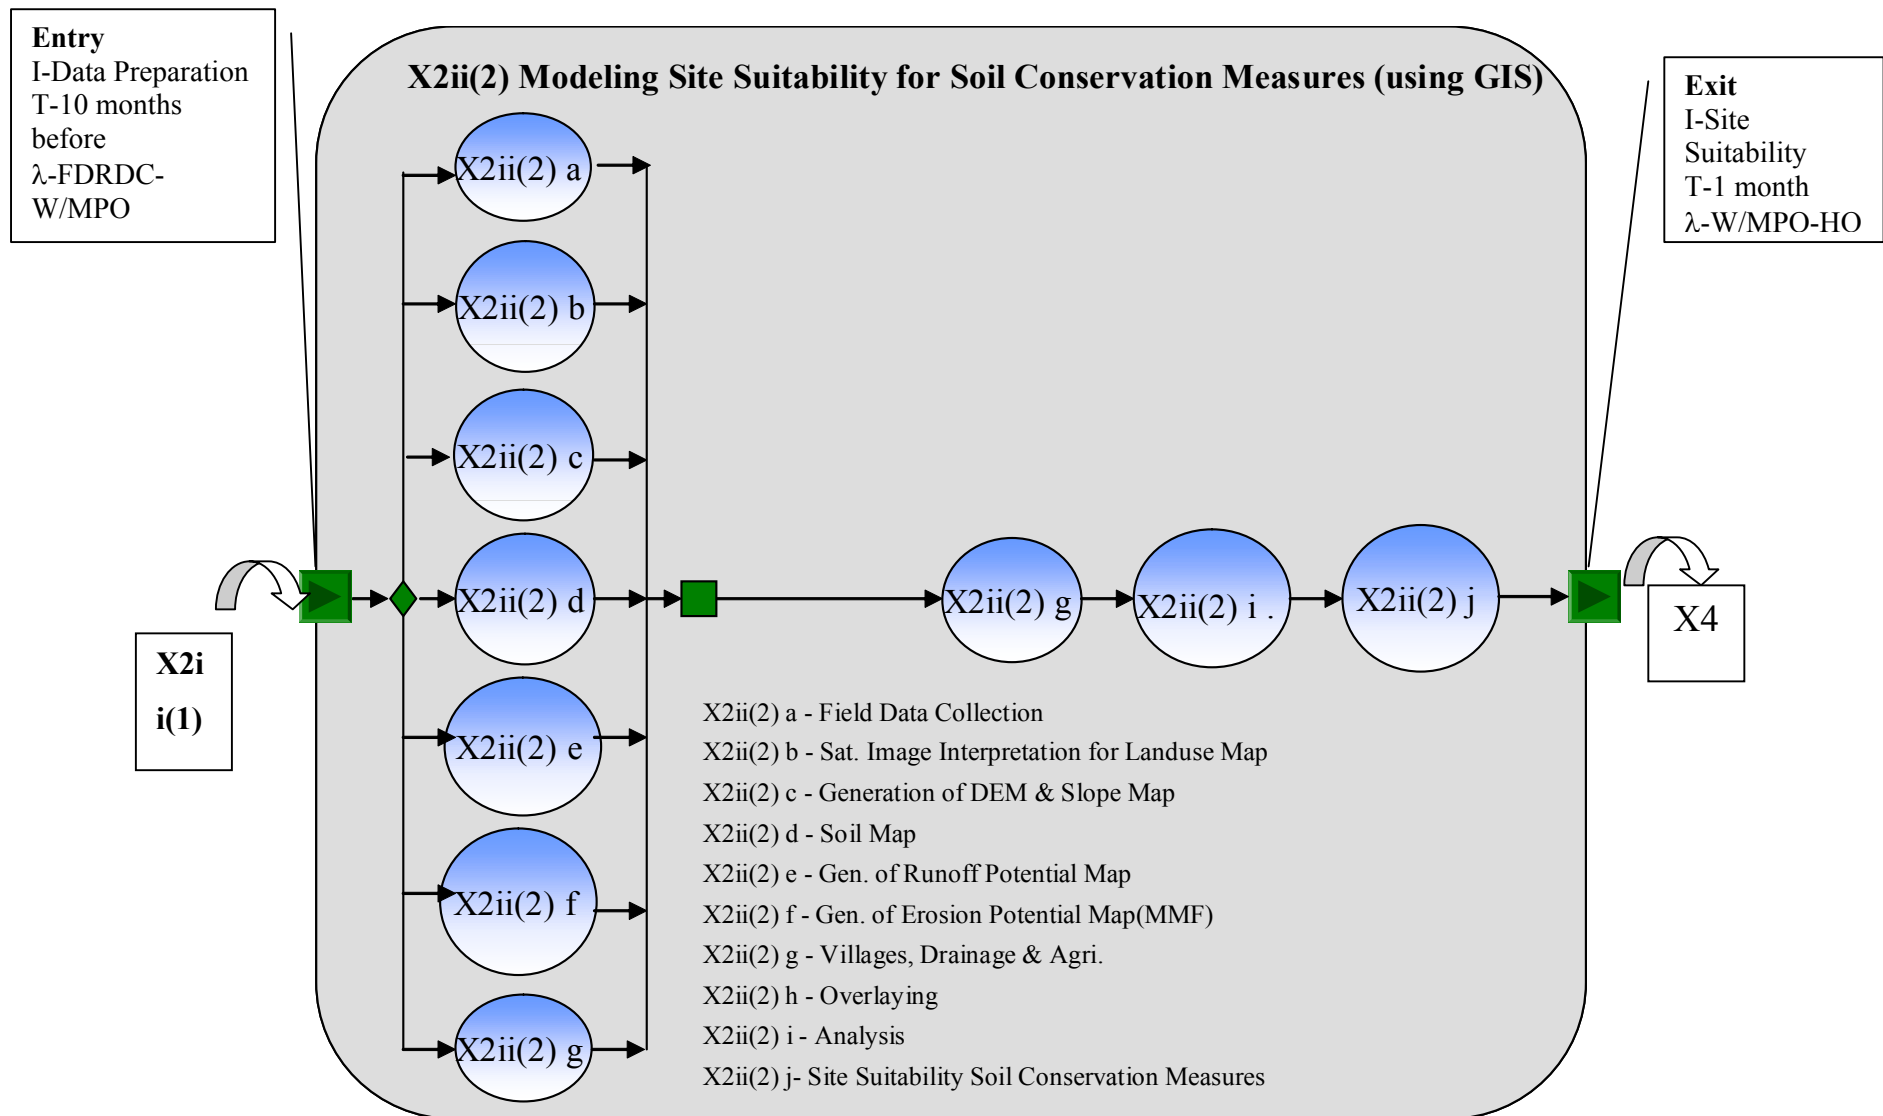 Entry
I-Data Preparation
T-10 months
before
λ-FDRDC-
W/MPO
X2ii(2) Modeling Site Suitability for Soil Conservation Measures (using GIS)
Exit
I-Site
Suitability
T-1 month
λ-W/MPO-HO
X2ii(2) a
X2ii(2) b
X2ii(2) c
X2ii(2) d
X2ii(2) e
X2ii(2) f
X2ii(2) g
X2ii(2) g
X2ii(2) i .
X2ii(2) j
X2i
i(1)
X4
X2ii(2) a - Field Data Collection
X2ii(2) b - Sat. Image Interpretation for Landuse Map
X2ii(2) c - Generation of DEM & Slope Map
X2ii(2) d - Soil Map
X2ii(2) e - Gen. of Runoff Potential Map
X2ii(2) f - Gen. of Erosion Potential Map(MMF)
X2ii(2) g - Villages, Drainage & Agri.
X2ii(2) h - Overlaying
X2ii(2) i - Analysis
X2ii(2) j- Site Suitability Soil Conservation Measures